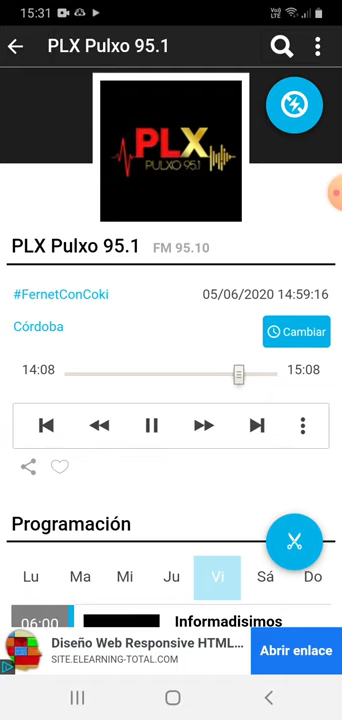 15:31
PLX Pulxo 95.1
PLX
PULXO 95.1
PLX Pulxo 95.1 FM 95.10
#FernetConCoki 05/06/2020 14:59:16
Córdoba Cambiar
14:08 15:08
Programación
Lu Ma Mi Ju Vi Sá Do
06:00 Informadisimos
Diseño Web Responsive HTML...
SITE.ELEARNING-TOTAL.COM
Abrir enlace